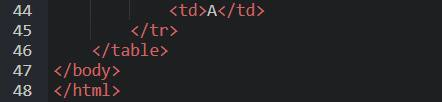 44 <td>A</td>
45 </tr>
46 </table>
47 </body>
48 </html>